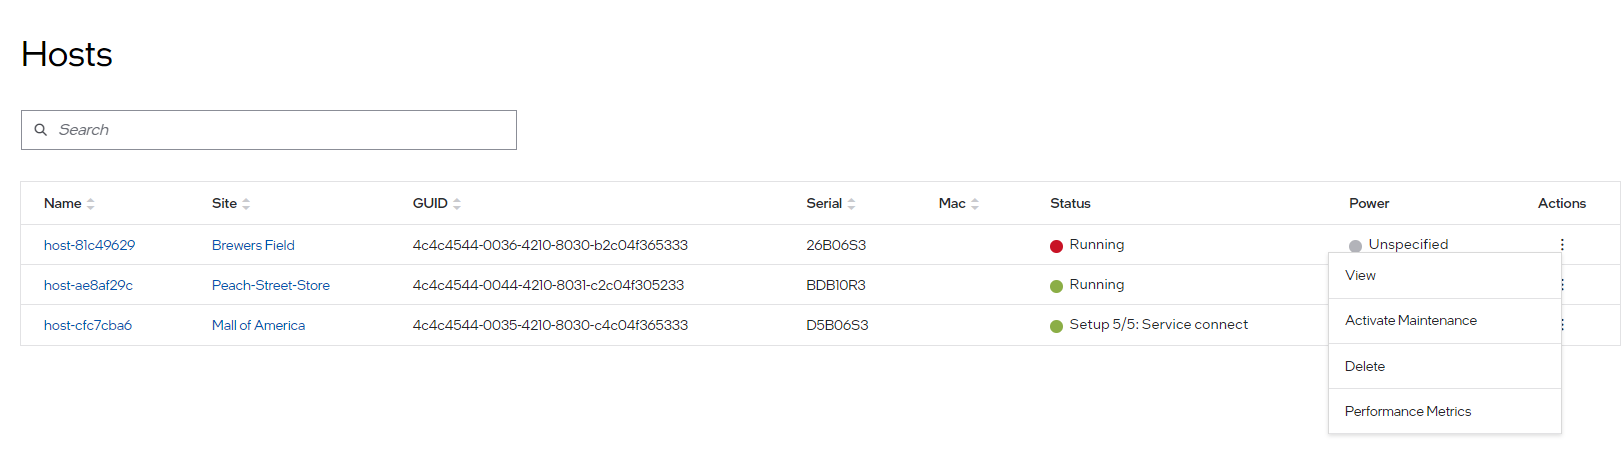 Hosts
Search
Name Site GUID Serial Mac Status Power Actions
host-81c49629 Brewers Field 4c4c4544-0036-4210-8030-b2c04f365333 26B06S3 Running Unspecified
host-ae8af29c Peach-Street-Store 4c4c4544-0044-4210-8031-c2c04f305233 BDB10R3 Running
host-cfc7cba6 Mall of America 4c4c4544-0035-4210-8030-c4c04f365333 D5B06S3 Setup 5/5: Service connect
View
Activate Maintenance
Delete
Performance Metrics